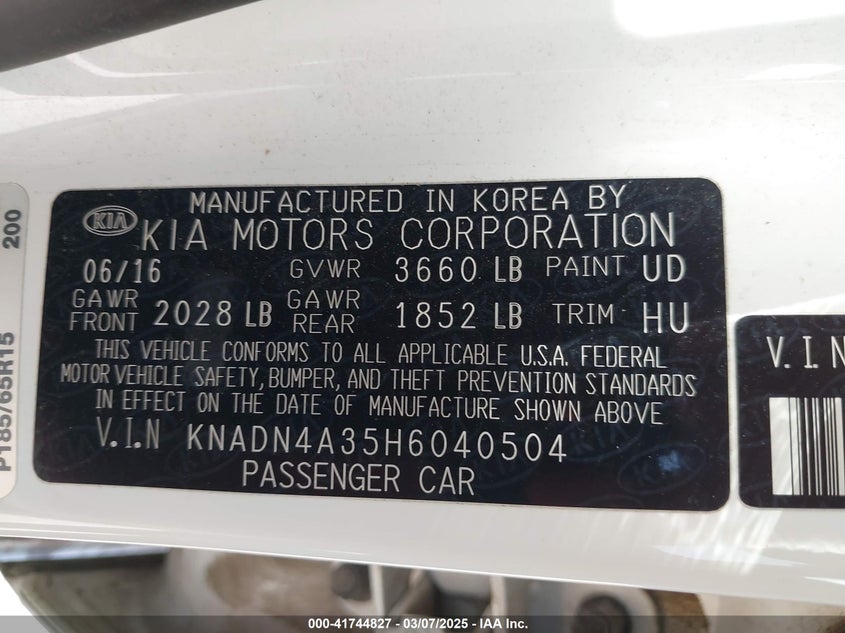 MANUFACTURED IN KOREA BY
KIA KIA MOTORS CORPORATION
06/16 GVWR 3660 LB PAINT UD
GAWR FRONT 2028 LB GAWR REAR 1852 LB TRIM HU
THIS VEHICLE CONFORMS TO ALL APPLICABLE U.S.A. FEDERAL
MOTOR VEHICLE SAFETY, BUMPER, AND THEFT PREVENTION STANDARDS
IN EFFECT ON THE DATE OF MANUFACTURE SHOWN ABOVE
V.I.N KNADN4A35H6040504
PASSENGER CAR
P185/65R15 200
V.I.N
000-41744827 - 03/07/2025 - IAA Inc.